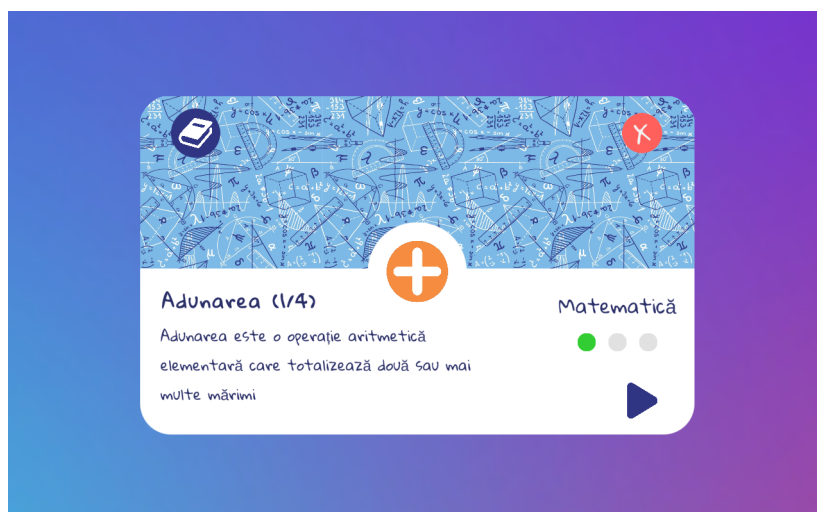 Adunarea (1/4)
Adunarea este o operație aritmetică
elementară care totalizează două sau mai
multe mărimi
Matematică